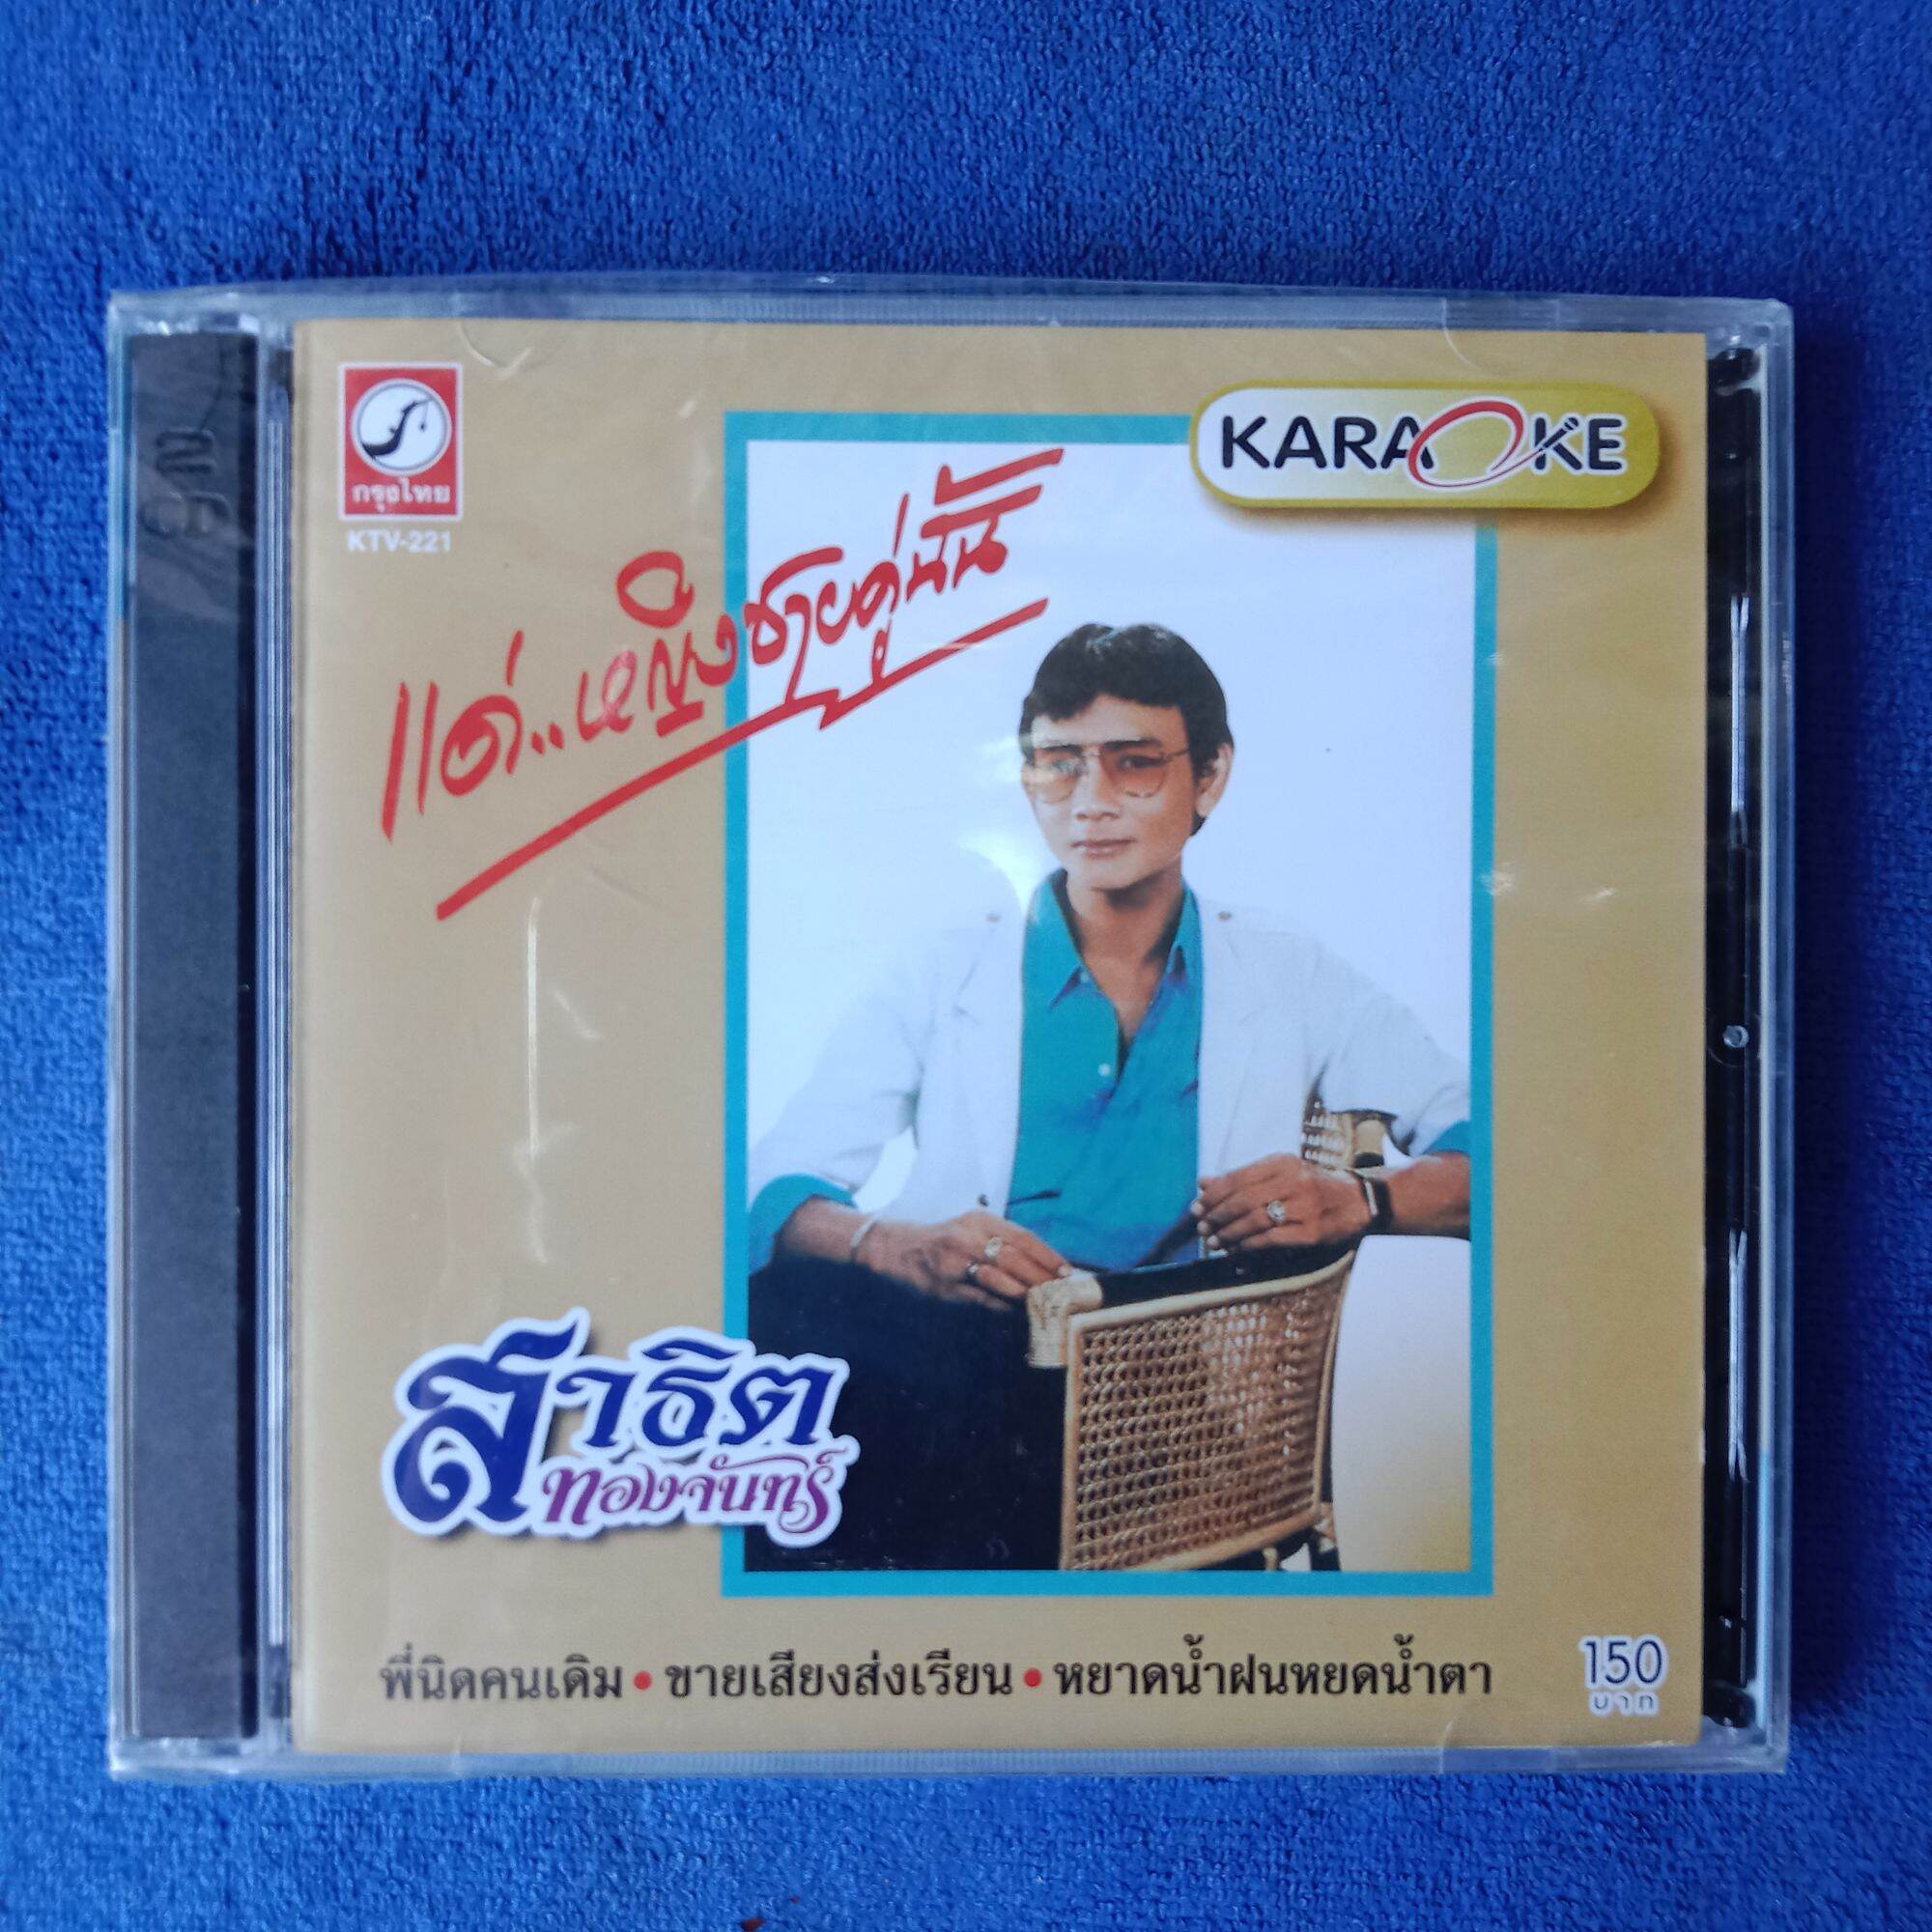 กรุงไทย
KTV-221
KARAOKE
แด่..หญิงชายคู่นั้น
สาธิต
ทองจันทร์
พี่นิดคนเดิม • ขายเสียงส่งเรียน • หยาดน้ำฝนหยดน้ำตา
150
บาท